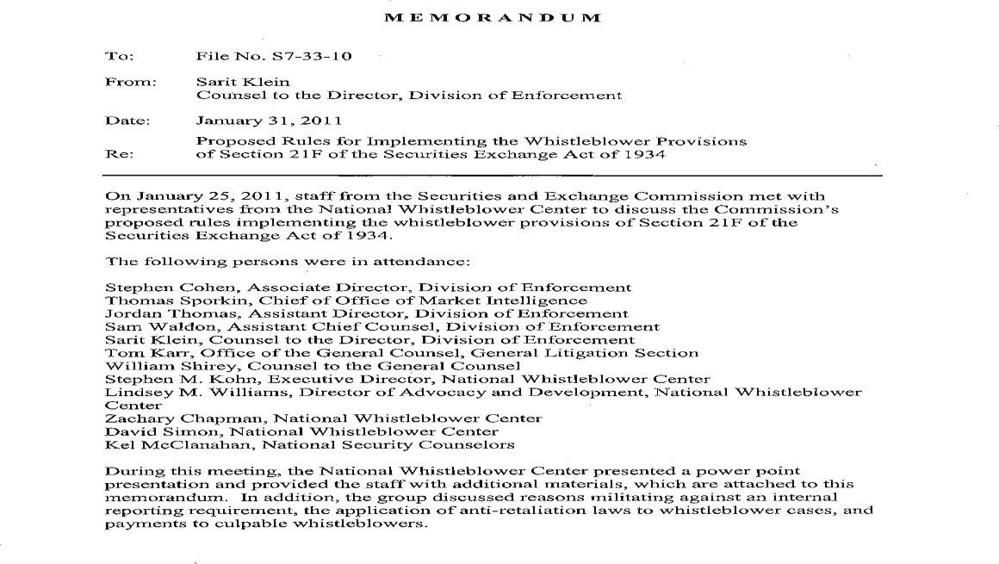 MEMORANDUM
To: File No. S7-33-10
From: Sarit Klein
Counsel to the Director, Division of Enforcement
Date: January 31, 2011
Proposed Rules for Implementing the Whistleblower Provisions
Re: of Section 21F of the Securities Exchange Act of 1934
On January 25, 2011, staff from the Securities and Exchange Commission met with
representatives from the National Whistleblower Center to discuss the Commission's
proposed rules implementing the whistleblower provisions of Section 21F of the
Securities Exchange Act of 1934.
The following persons were in attendance:
Stephen Cohen, Associate Director, Division of Enforcement
Thomas Sporkin, Chief of Office of Market Intelligence
Jordan Thomas, Assistant Director, Division of Enforcement
Sam Waldon, Assistant Chief Counsel, Division of Enforcement
Sarit Klein, Counsel to the Director, Division of Enforcement
Tom Karr, Office of the General Counsel, General Litigation Section
William Shirey, Counsel to the General Counsel
Stephen M. Kohn, Executive Director, National Whistleblower Center
Lindsey M. Williams, Director of Advocacy and Development, National Whistleblower
Center
Zachary Chapman, National Whistleblower Center
David Simon, National Whistleblower Center
Kel McClanahan, National Security Counselors
During this meeting, the National Whistleblower Center presented a power point
presentation and provided the staff with additional materials, which are attached to this
memorandum. In addition, the group discussed reasons militating against an internal
reporting requirement, the application of anti-retaliation laws to whistleblower cases, and
payments to culpable whistleblowers.